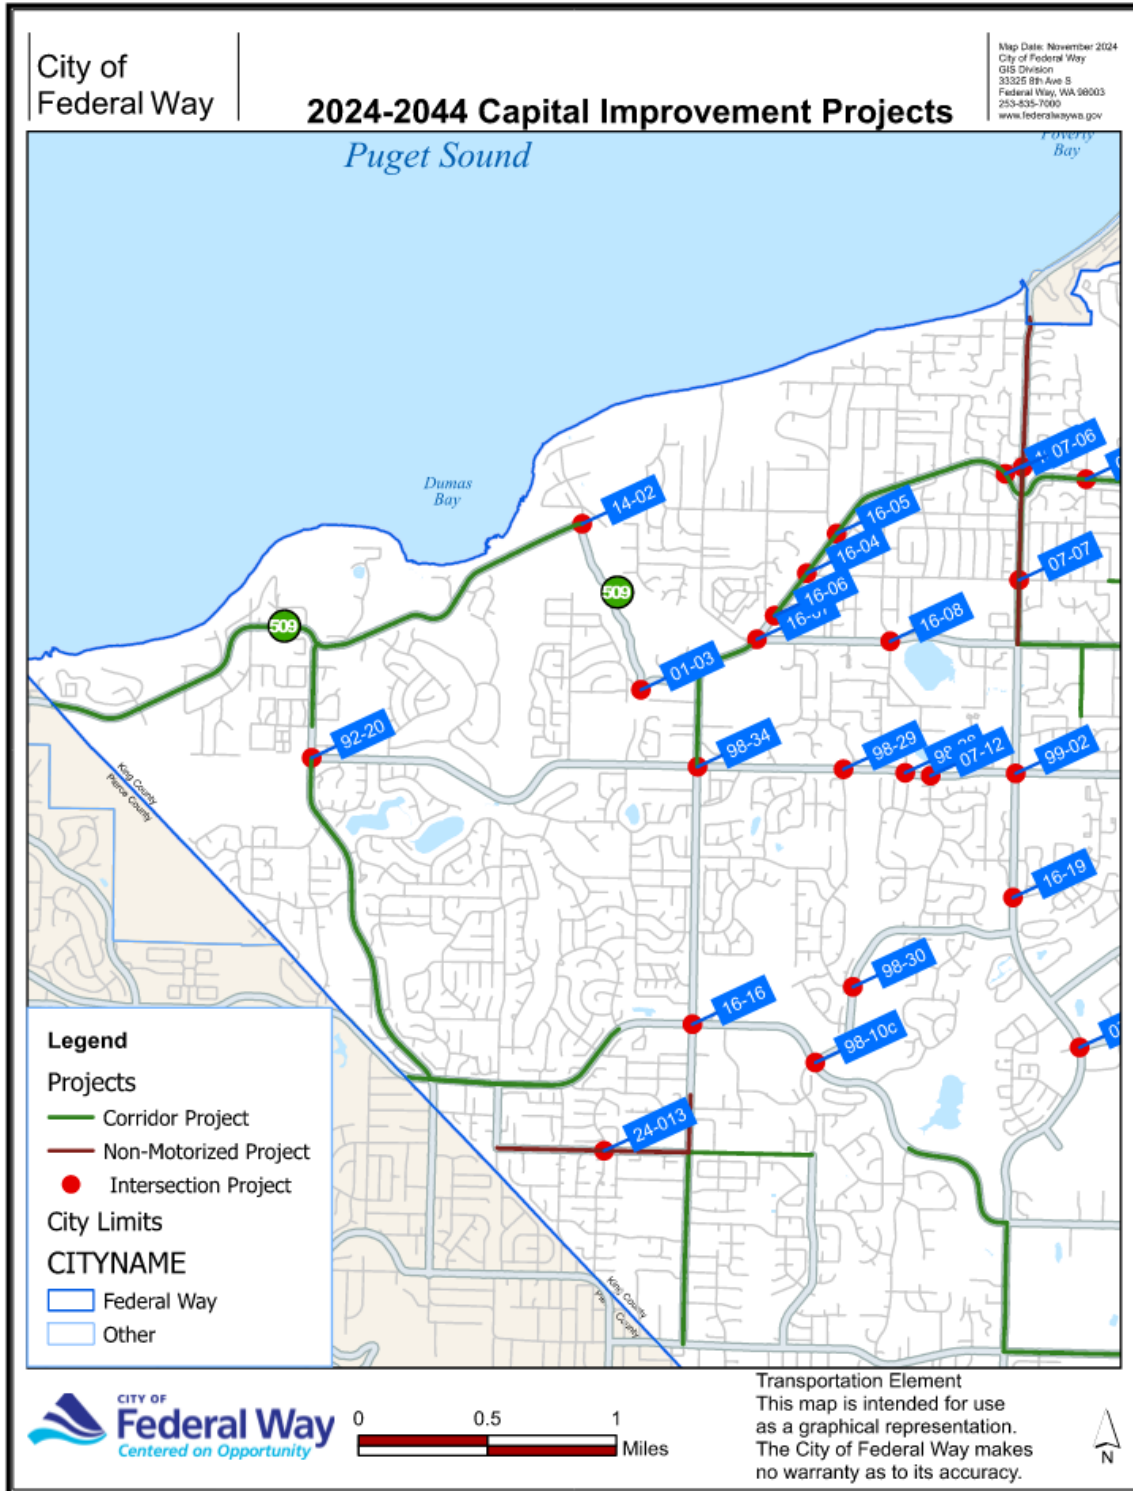 City of
Federal Way
2024-2044 Capital Improvement Projects
Map Date: November 2024
City of Federal Way
GIS Division
33325 8th Ave S
Federal Way, WA 98003
253-835-7000
www.federalwaywa.gov
Puget Sound
Poverty
Bay
Dumas
Bay
07-06
14-02
16-05
16-04
07-07
509
16-06
16-07
16-08
509
01-03
92-20
98-34
98-29
07-12
99-02
King County
Pierce County
16-19
98-30
16-16
98-10c
24-013
King County
County
Legend
Projects
Corridor Project
Non-Motorized Project
Intersection Project
City Limits
CITYNAME
Federal Way
Other
CITY OF
Federal Way
Centered on Opportunity
0 0.5 1
Miles
Transportation Element
This map is intended for use
as a graphical representation.
The City of Federal Way makes
no warranty as to its accuracy.
N